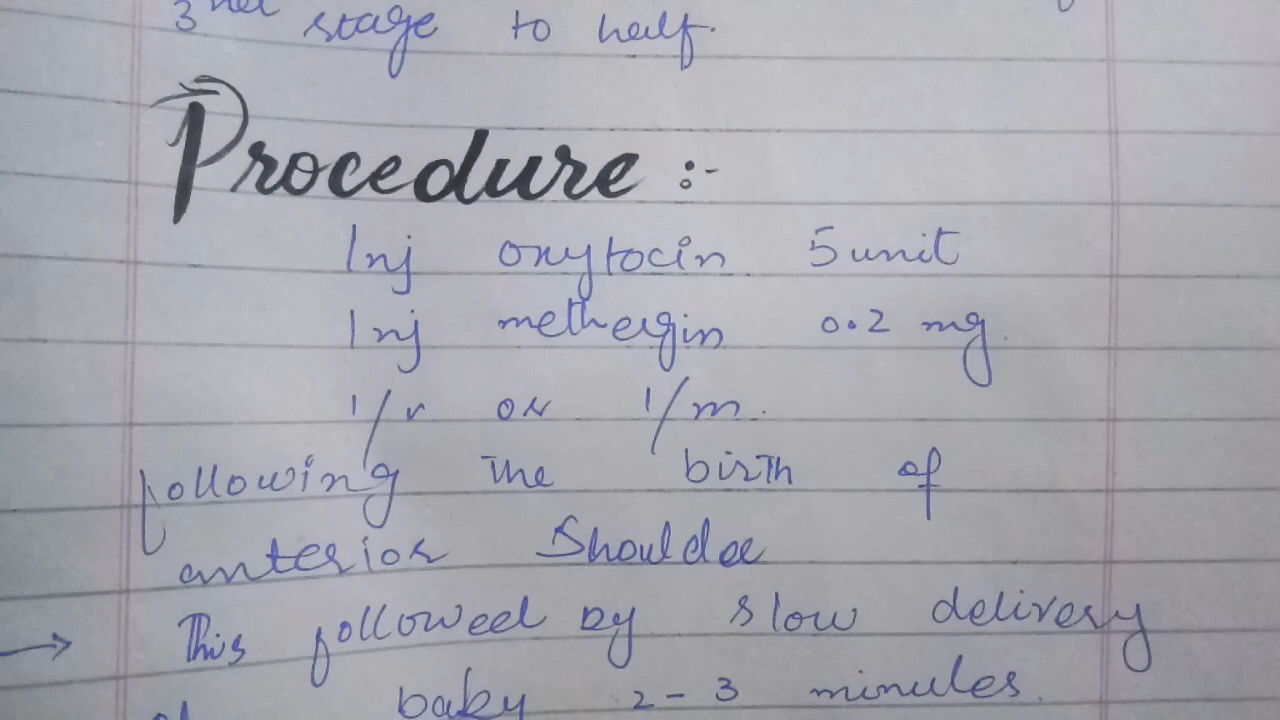 3rd stage to half.
Procedure :-
Inj oxytocin 5 unit
Inj methergin 0.2 mg.
I/v or I/m.
following the birth of
anterior Shoulder
→ This followed by slow delivery
of baby 2-3 minutes.